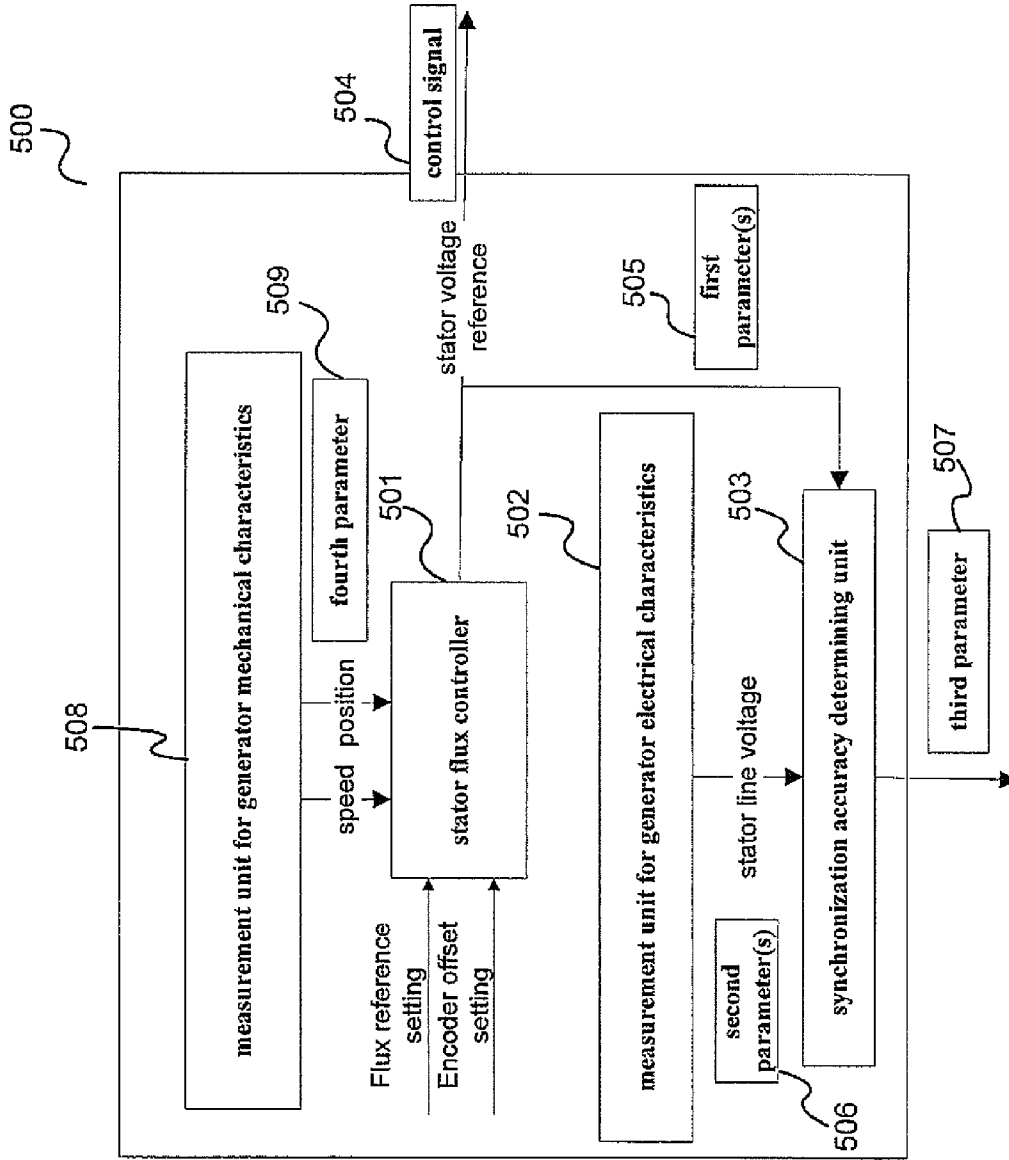 500
508
measurement unit for generator mechanical characteristics
509
fourth parameter
speed
position
Flux reference
setting
Encoder offset
setting
501
stator flux controller
504
control signal
stator voltage
reference
505
first
parameter(s)
502
measurement unit for generator electrical characteristics
stator line voltage
second
parameter(s)
506
503
synchronization accuracy determining unit
third parameter
507